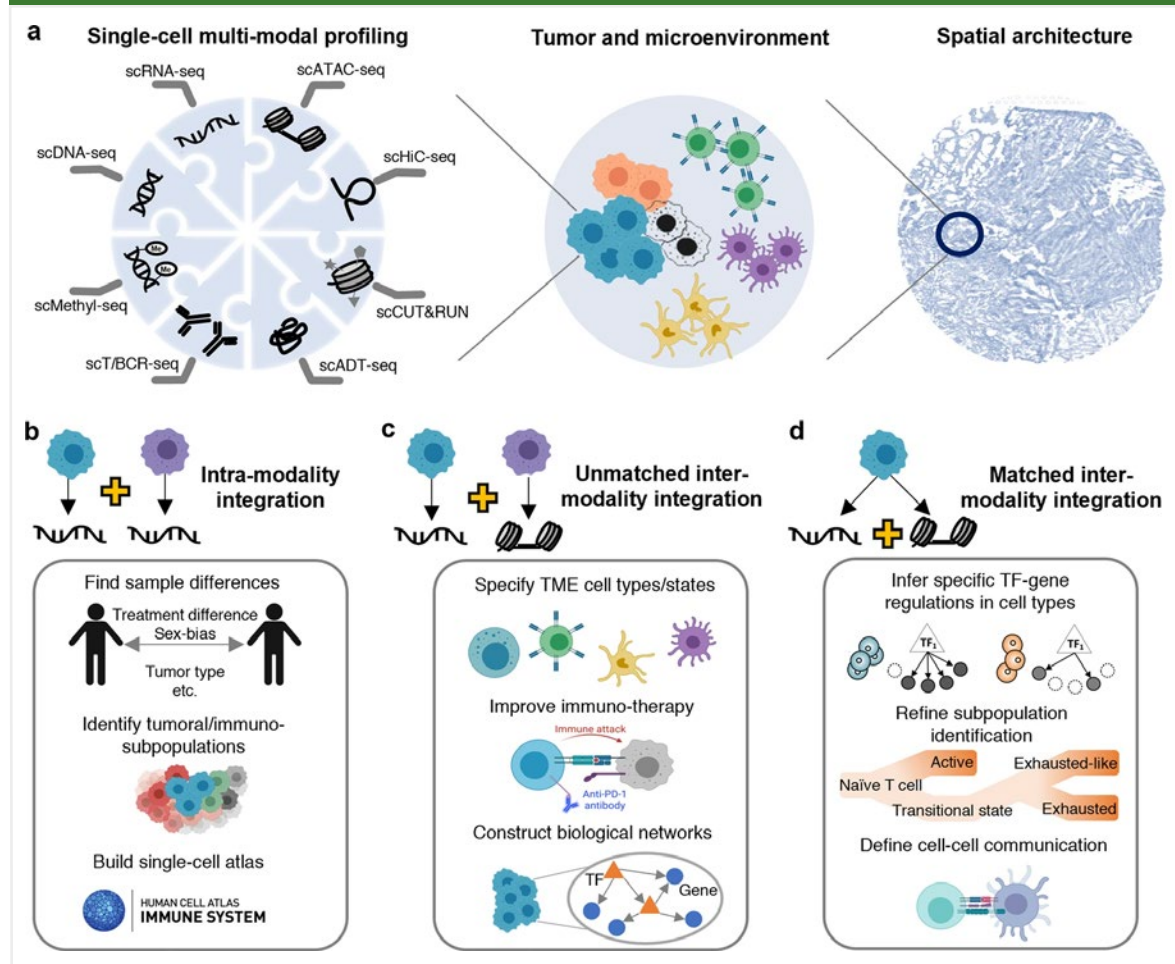 a
Single-cell multi-modal profiling
Tumor and microenvironment
Spatial architecture
scRNA-seq
scATAC-seq
scDNA-seq
scHiC-seq
Me
Me
scMethyl-seq
scCUT&RUN
scT/BCR-seq
scADT-seq
b
Intra-modality
integration
Find sample differences
Treatment difference
Sex-bias
Tumor type
etc.
Identify tumoral/immuno-
subpopulations
Build single-cell atlas
HUMAN CELL ATLAS
IMMUNE SYSTEM
c
Unmatched inter-
modality integration
Specify TME cell types/states
Improve immuno-therapy
Immune attack
Anti-PD-1
antibody
Construct biological networks
TF
Gene
d
Matched inter-
modality integration
Infer specific TF-gene
regulations in cell types
TF₁
TF₁
Refine subpopulation
identification
Active
Exhausted-like
Naïve T cell
Transitional state
Exhausted
Define cell-cell communication